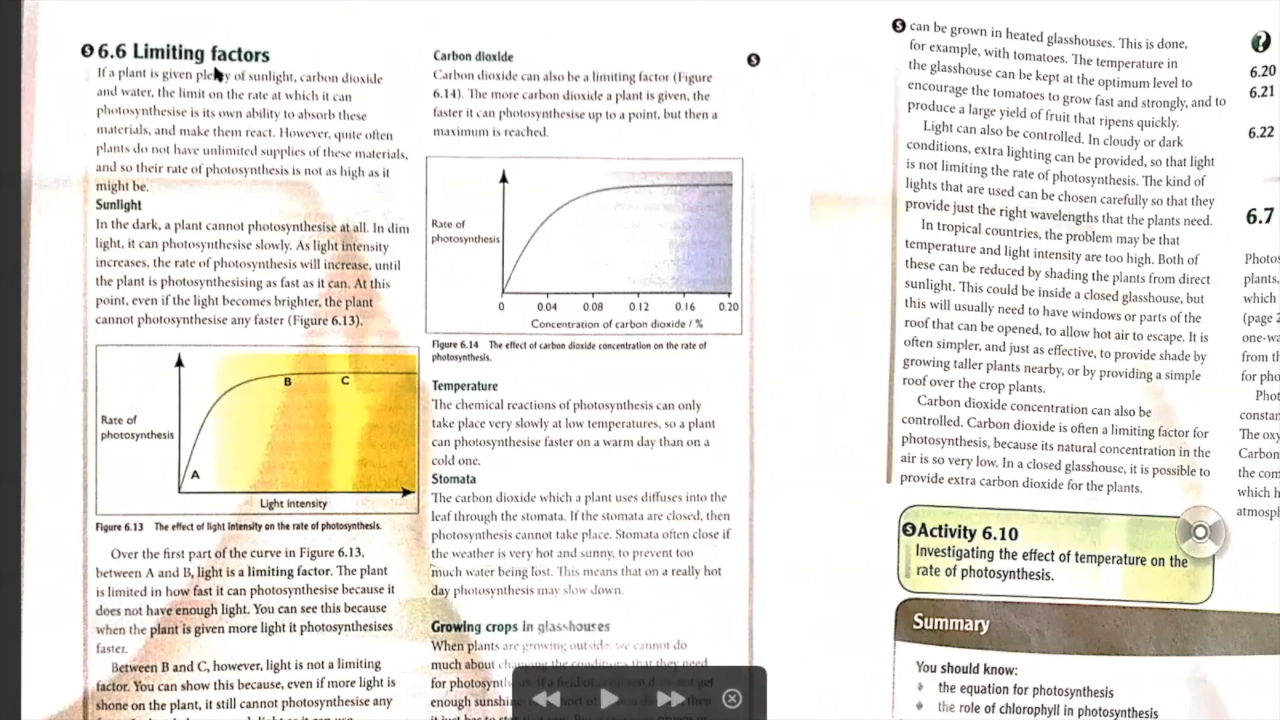 S 6.6 Limiting factors
If a plant is given plenty of sunlight, carbon dioxide
and water, the limit on the rate at which it can
photosynthesise is its own ability to absorb these
materials, and make them react. However, quite often
plants do not have unlimited supplies of these materials,
and so their rate of photosynthesis is not as high as it
might be.
Sunlight
In the dark, a plant cannot photosynthesise at all. In dim
light, it can photosynthesise slowly. As light intensity
increases, the rate of photosynthesis will increase, until
the plant is photosynthesising as fast as it can. At this
point, even if the light becomes brighter, the plant
cannot photosynthesise any faster (Figure 6.13).
Rate of
photosynthesis
A
B
C
Light intensity
Figure 6.13 The effect of light intensity on the rate of photosynthesis.
Over the first part of the curve in Figure 6.13,
between A and B, light is a limiting factor. The plant
is limited in how fast it can photosynthesise because it
does not have enough light. You can see this because
when the plant is given more light it photosynthesises
faster.
Between B and C, however, light is not a limiting
factor. You can show this because, even if more light is
shone on the plant, it still cannot photosynthesise any
Carbon dioxide
S
Carbon dioxide can also be a limiting factor (Figure
6.14). The more carbon dioxide a plant is given, the
faster it can photosynthesise up to a point, but then a
maximum is reached.
Rate of
photosynthesis
0 0.04 0.08 0.12 0.16 0.20
Concentration of carbon dioxide / %
Figure 6.14 The effect of carbon dioxide concentration on the rate of
photosynthesis.
Temperature
The chemical reactions of photosynthesis can only
take place very slowly at low temperatures, so a plant
can photosynthesise faster on a warm day than on a
cold one.
Stomata
The carbon dioxide which a plant uses diffuses into the
leaf through the stomata. If the stomata are closed, then
photosynthesis cannot take place. Stomata often close if
the weather is very hot and sunny, to prevent too
much water being lost. This means that on a really hot
day photosynthesis may slow down.
Growing crops in glasshouses
When plants are growing outside, we cannot do
much about changing the conditions that they need
for
enough
S can be grown in heated glasshouses. This is done,
for example, with tomatoes. The temperature in
the glasshouse can be kept at the optimum level to
encourage the tomatoes to grow fast and strongly, and to
produce a large yield of fruit that ripens quickly.
Light can also be controlled. In cloudy or dark
conditions, extra lighting can be provided, so that light
is not limiting the rate of photosynthesis. The kind of
lights that are used can be chosen carefully so that they
provide just the right wavelengths that the plants need.
In tropical countries, the problem may be that
temperature and light intensity are too high. Both of
these can be reduced by shading the plants from direct
sunlight. This could be inside a closed glasshouse, but
this will usually need to have windows or parts of the
roof that can be opened, to allow hot air to escape. It is
often simpler, and just as effective, to provide shade by
growing taller plants nearby, or by providing a simple
roof over the crop plants.
Carbon dioxide concentration can also be
controlled. Carbon dioxide is often a limiting factor for
photosynthesis, because its natural concentration in the
air is so very low. In a closed glasshouse, it is possible to
provide extra carbon dioxide for the plants.
S Activity 6.10
Investigating the effect of temperature on the
rate of photosynthesis.
Summary
You should know:
the equation for photosynthesis
the role of chlorophyll in photosynthesis
?
6.20
6.21
6.22
6.7
plants,
which
(page
from
for
The
the
which